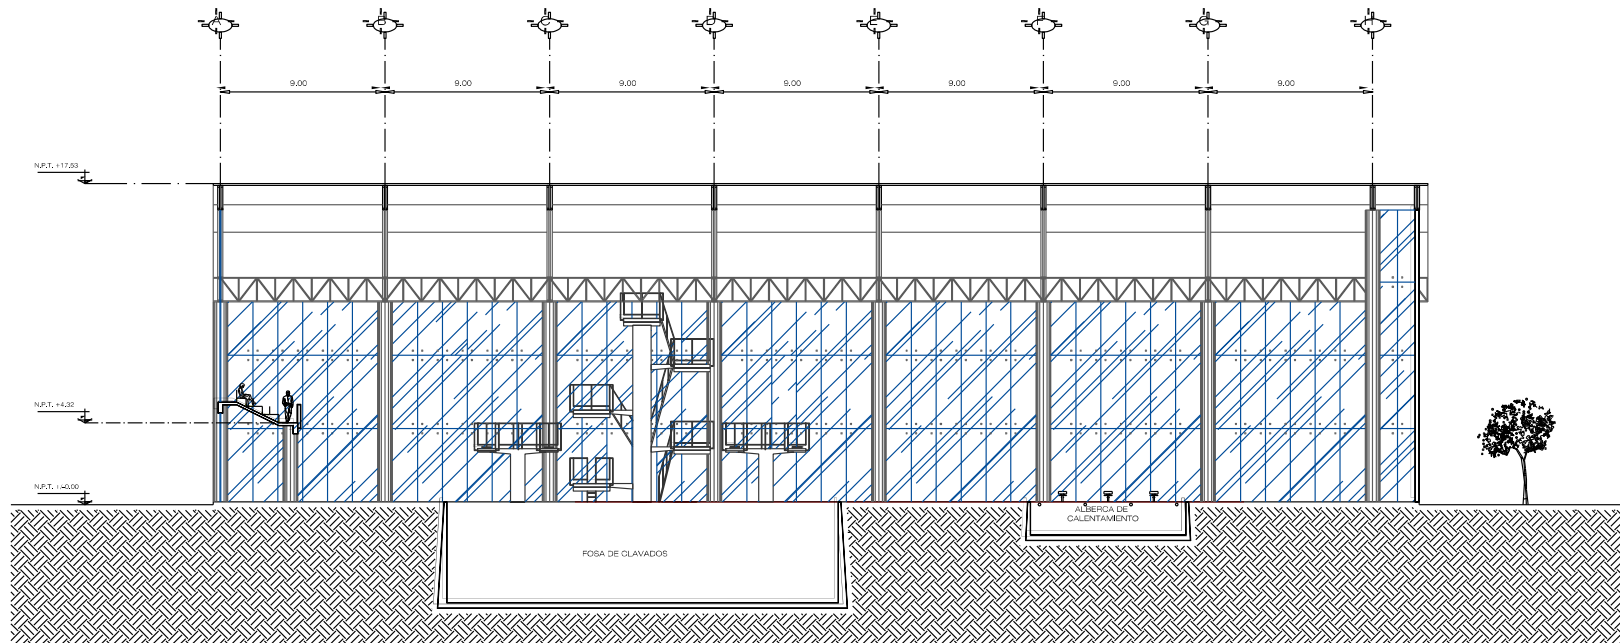 A B C D E F G H
9.00 9.00 9.00 9.00 9.00 9.00 9.00
N.P.T. +17.53
N.P.T. +4.32
N.P.T. +/-0.00
ALBERCA DE
CALENTAMIENTO
FOSA DE CLAVADOS